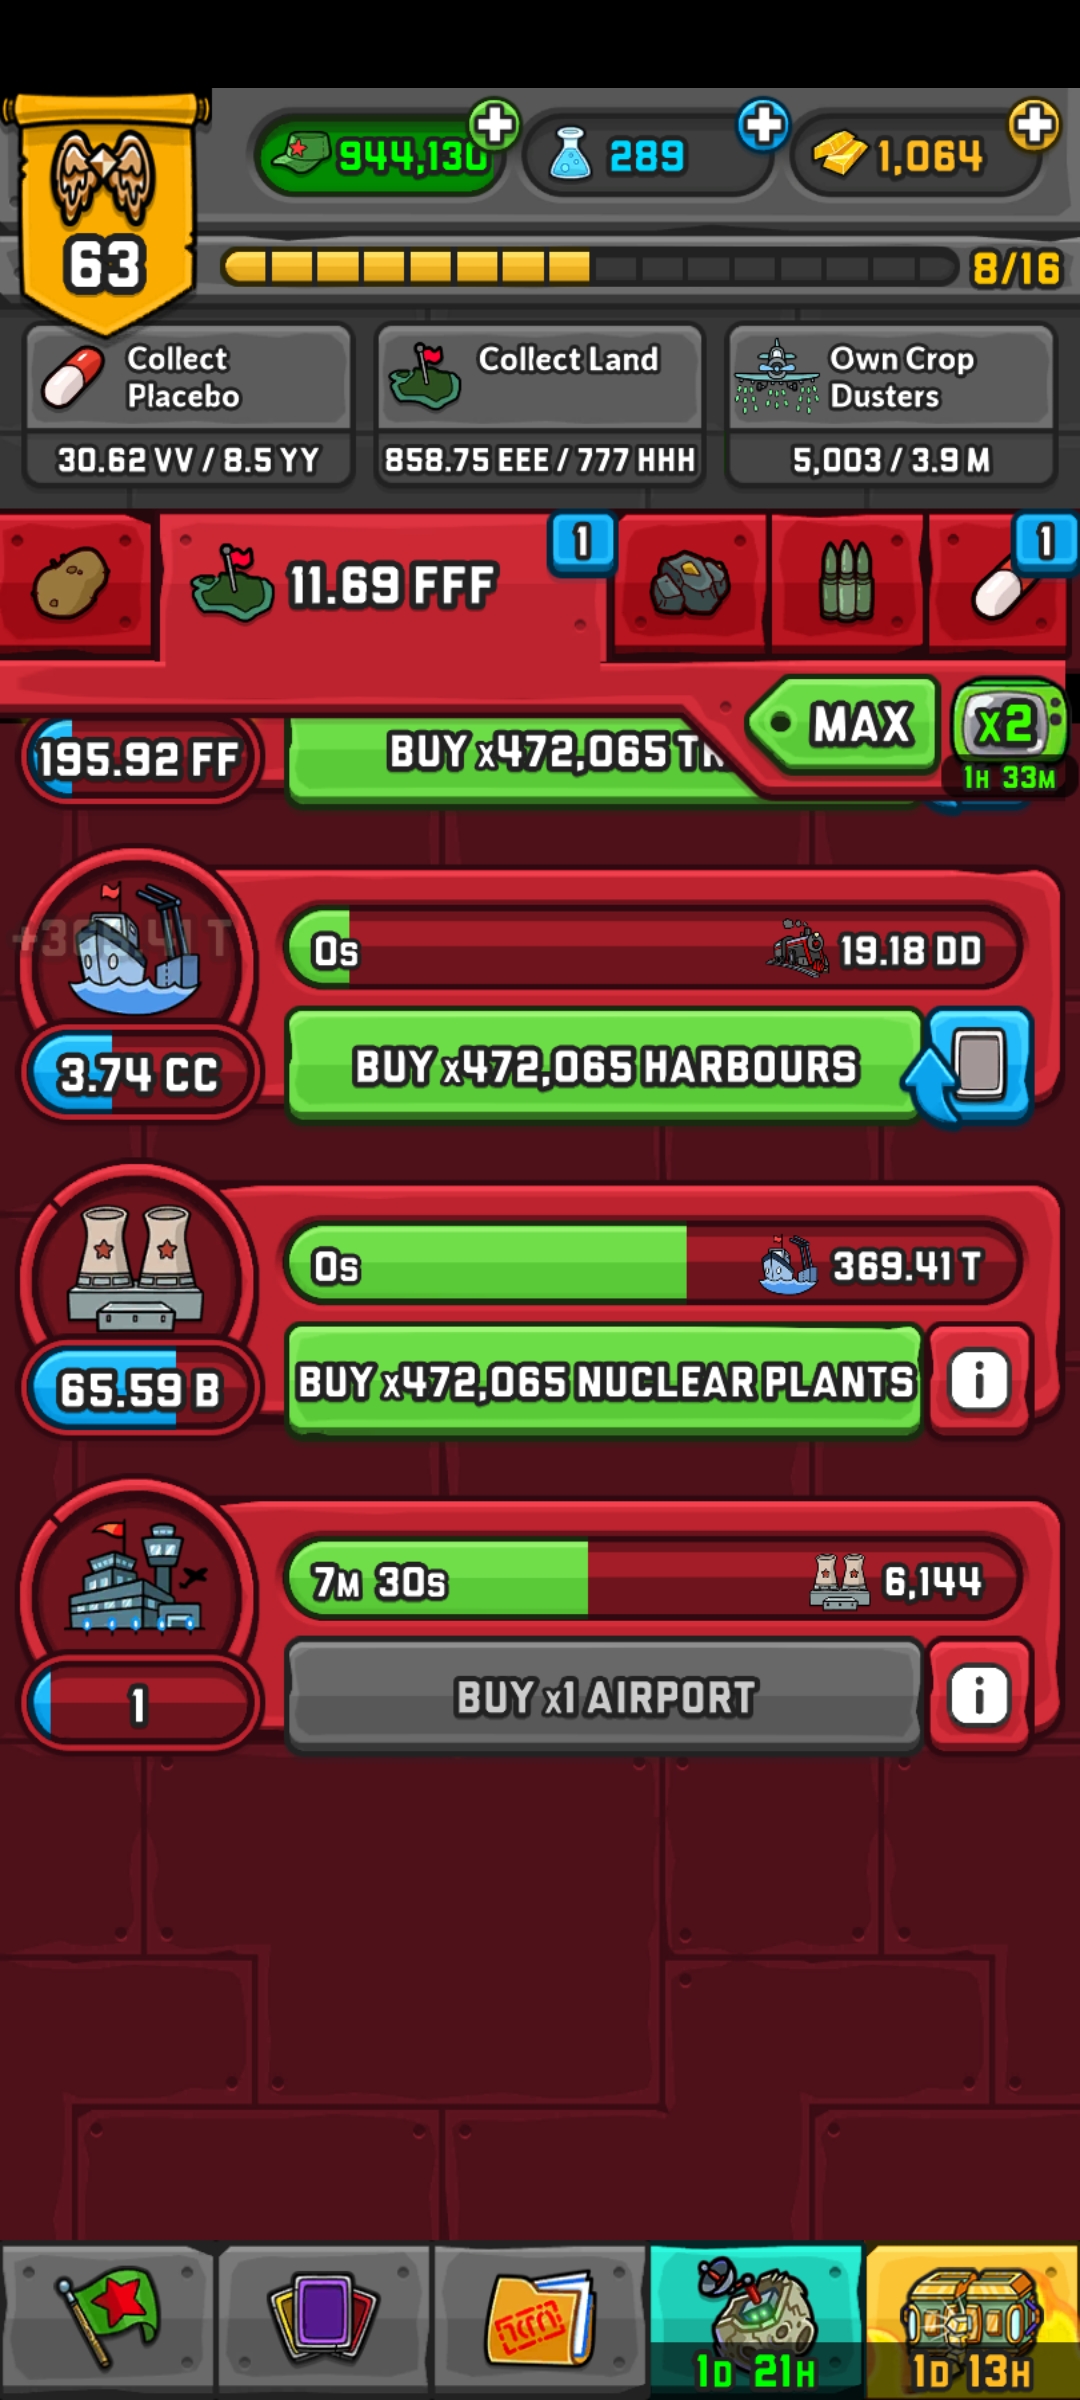 944,130
289
1,064
63
8/16
Collect
Placebo
30.62 VV / 8.5 YY
Collect Land
858.75 EEE / 777 HHH
Own Crop
Dusters
5,003 / 3.9 M
11.69 FFF
1
1
MAX
x2
1H 33M
195.92 FF
BUY x472,065
+369.41 T
0s
19.18 DD
3.74 CC
BUY x472,065 HARBOURS
0s
369.41 T
65.59 B
BUY x472,065 NUCLEAR PLANTS
i
7M 30s
6,144
1
BUY x1 AIRPORT
i
1D 21H
1D 13H